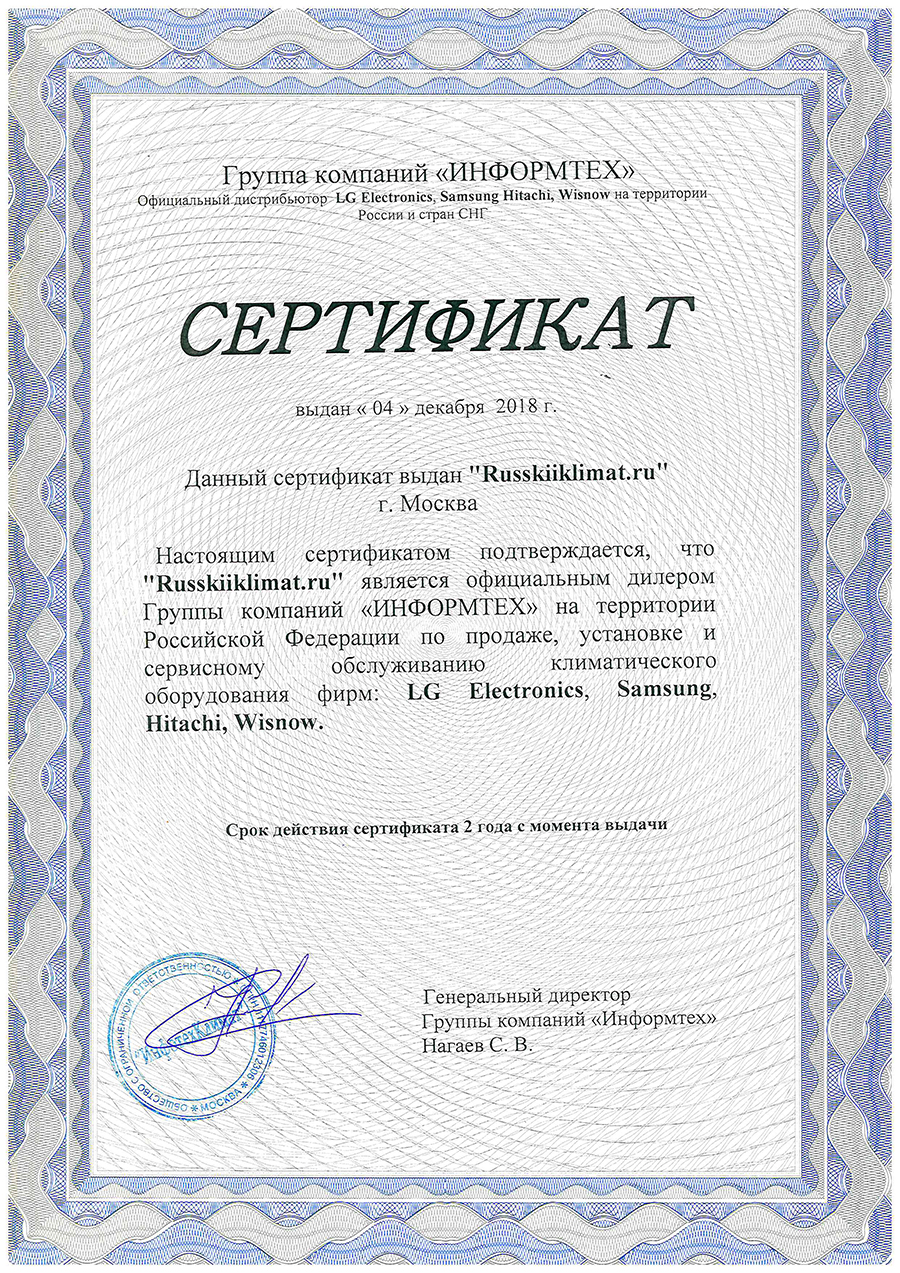 Группа компаний «ИНФОРМТЕХ»
Официальный дистрибьютор LG Electronics, Samsung Hitachi, Wisnow на территории
России и стран СНГ
СЕРТИФИКАТ
выдан « 04 » декабря 2018 г.
Данный сертификат выдан "Russkiiklimat.ru"
г. Москва
Настоящим сертификатом подтверждается, что
"Russkiiklimat.ru" является официальным дилером
Группы компаний «ИНФОРМТЕХ» на территории
Российской Федерации по продаже, установке и
сервисному обслуживанию климатического
оборудования фирм: LG Electronics, Samsung,
Hitachi, Wisnow.
Срок действия сертификата 2 года с момента выдачи
Генеральный директор
Группы компаний «Информтех»
Нагаев С. В.
ОБЩЕСТВО С ОГРАНИЧЕННОЙ ОТВЕТСТВЕННОСТЬЮ
МОСКВА